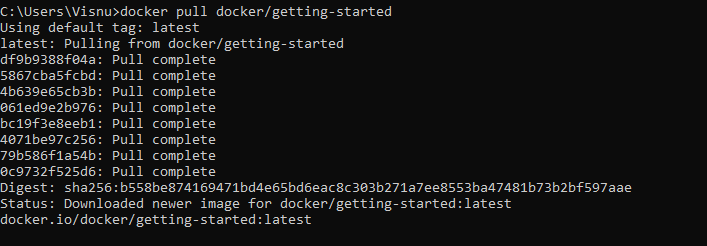 C:\Users\Visnu>docker pull docker/getting-started
Using default tag: latest
latest: Pulling from docker/getting-started
df9b9388f04a: Pull complete
5867cba5fcbd: Pull complete
4b639e65cb3b: Pull complete
061ed9e2b976: Pull complete
bc19f3e8eeb1: Pull complete
4071be97c256: Pull complete
79b586f1a54b: Pull complete
0c9732f525d6: Pull complete
Digest: sha256:b558be874169471bd4e65bd6eac8c303b271a7ee8553ba47481b73b2bf597aae
Status: Downloaded newer image for docker/getting-started:latest
docker.io/docker/getting-started:latest